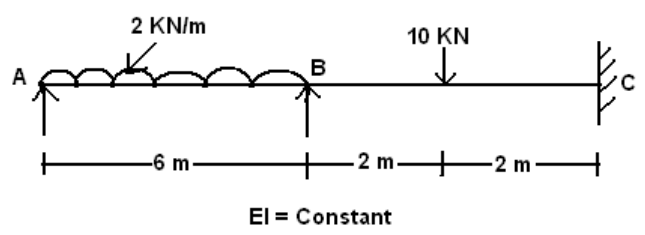 2 KN/m
10 KN
A
B
C
6 m
2 m
2 m
EI = Constant